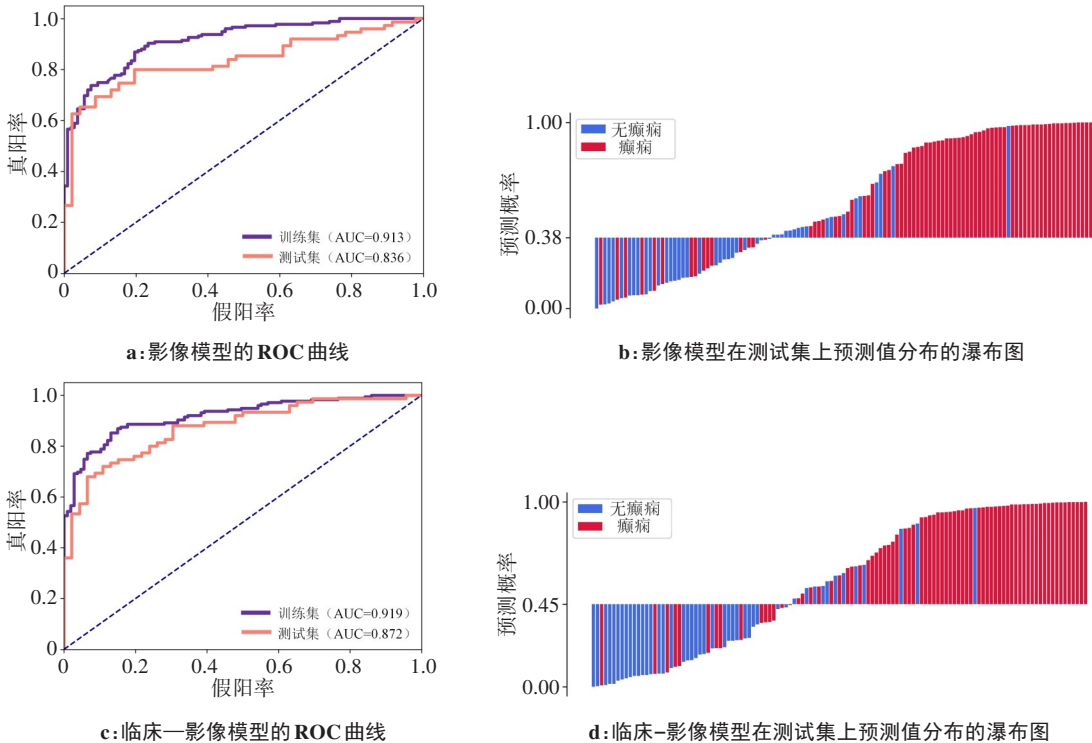 1.0
0.8
0.6
0.4
0.2
0
真阳率
训练集（AUC=0.913）
测试集（AUC=0.836）
0 0.2 0.4 0.6 0.8 1.0
假阳率
a:影像模型的ROC曲线
1.00
0.38
0.00
预测概率
无癫痫
癫痫
b:影像模型在测试集上预测值分布的瀑布图
1.0
0.8
0.6
0.4
0.2
0
真阳率
训练集（AUC=0.919）
测试集（AUC=0.872）
0 0.2 0.4 0.6 0.8 1.0
假阳率
c:临床—影像模型的ROC曲线
1.00
0.45
0.00
预测概率
无癫痫
癫痫
d:临床-影像模型在测试集上预测值分布的瀑布图